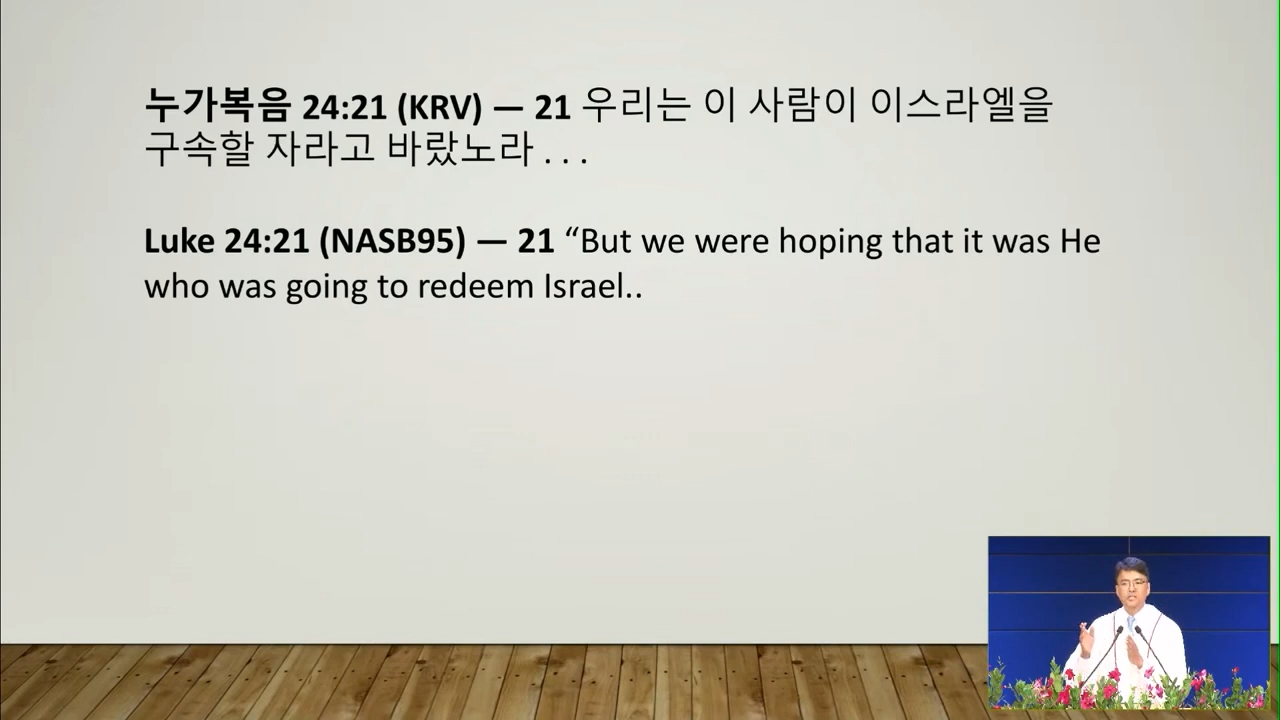 누가복음 24:21 (KRV) — 21 우리는 이 사람이 이스라엘을
구속할 자라고 바랐노라 . . .
Luke 24:21 (NASB95) — 21 “But we were hoping that it was He
who was going to redeem Israel..